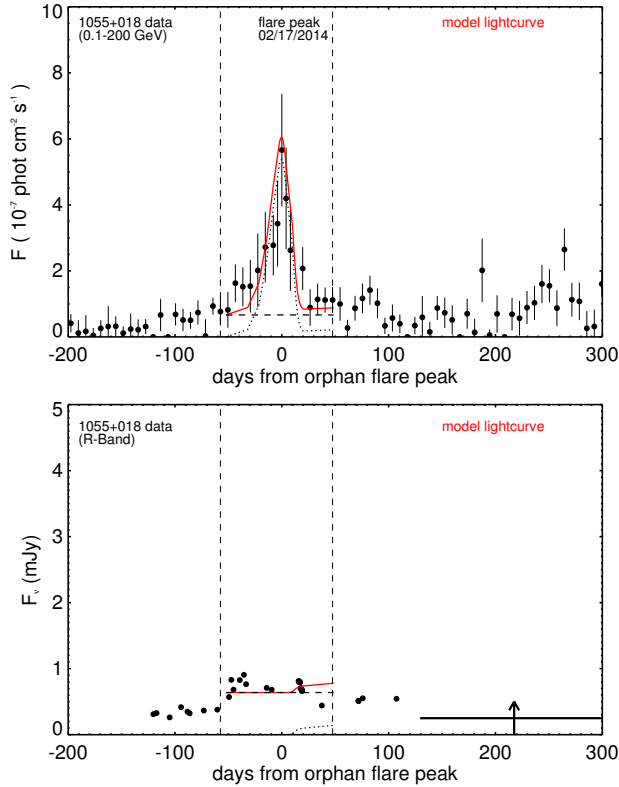 1055+018 data
(0.1-200 GeV)
flare peak
02/17/2014
model lightcurve
10
8
6
4
2
0
F ( 10⁻⁷ phot cm⁻² s⁻¹ )
-200 -100 0 100 200 300
days from orphan flare peak
1055+018 data
(R-Band)
model lightcurve
5
4
3
2
1
0
Fν (mJy)
-200 -100 0 100 200 300
days from orphan flare peak